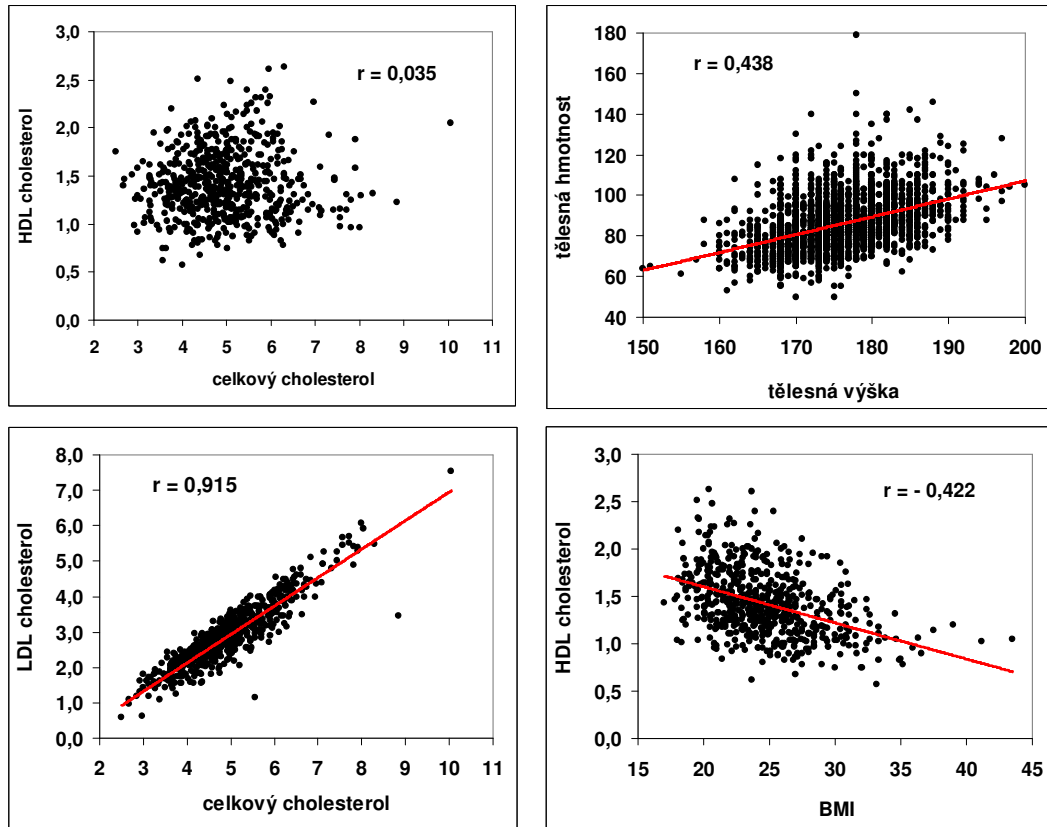 3,0
2,5
2,0
1,5
1,0
0,5
0,0
HDL cholesterol
r = 0,035
2 3 4 5 6 7 8 9 10 11
celkový cholesterol
180
160
140
120
100
80
60
40
tělesná hmotnost
r = 0,438
150 160 170 180 190 200
tělesná výška
8,0
7,0
6,0
5,0
4,0
3,0
2,0
1,0
0,0
LDL cholesterol
r = 0,915
2 3 4 5 6 7 8 9 10 11
celkový cholesterol
3,0
2,5
2,0
1,5
1,0
0,5
0,0
HDL cholesterol
r = - 0,422
15 20 25 30 35 40 45
BMI